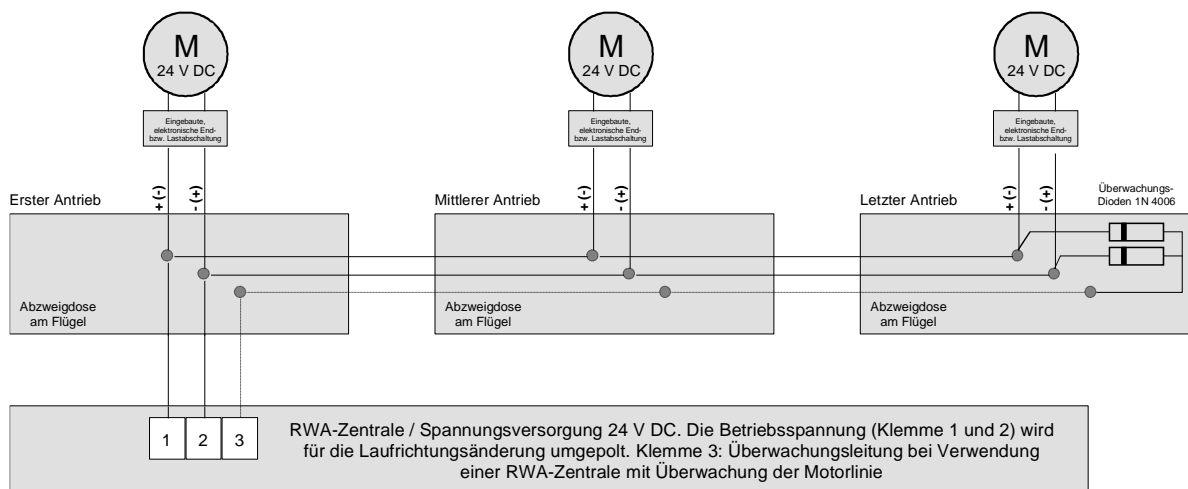 M
24 V DC
M
24 V DC
M
24 V DC
Eingebaute,
elektronische End-
bzw. Lastabschaltung
Eingebaute,
elektronische End-
bzw. Lastabschaltung
Eingebaute,
elektronische End-
bzw. Lastabschaltung
+ (-)
- (+)
+ (-)
- (+)
+ (-)
- (+)
Überwachungs-
Dioden 1N 4006
Erster Antrieb
Mittlerer Antrieb
Letzter Antrieb
Abzweigdose
am Flügel
Abzweigdose
am Flügel
Abzweigdose
am Flügel
1 2 3
RWA-Zentrale / Spannungsversorgung 24 V DC. Die Betriebsspannung (Klemme 1 und 2) wird
für die Laufrichtungsänderung umgepolt. Klemme 3: Überwachungsleitung bei Verwendung
einer RWA-Zentrale mit Überwachung der Motorlinie